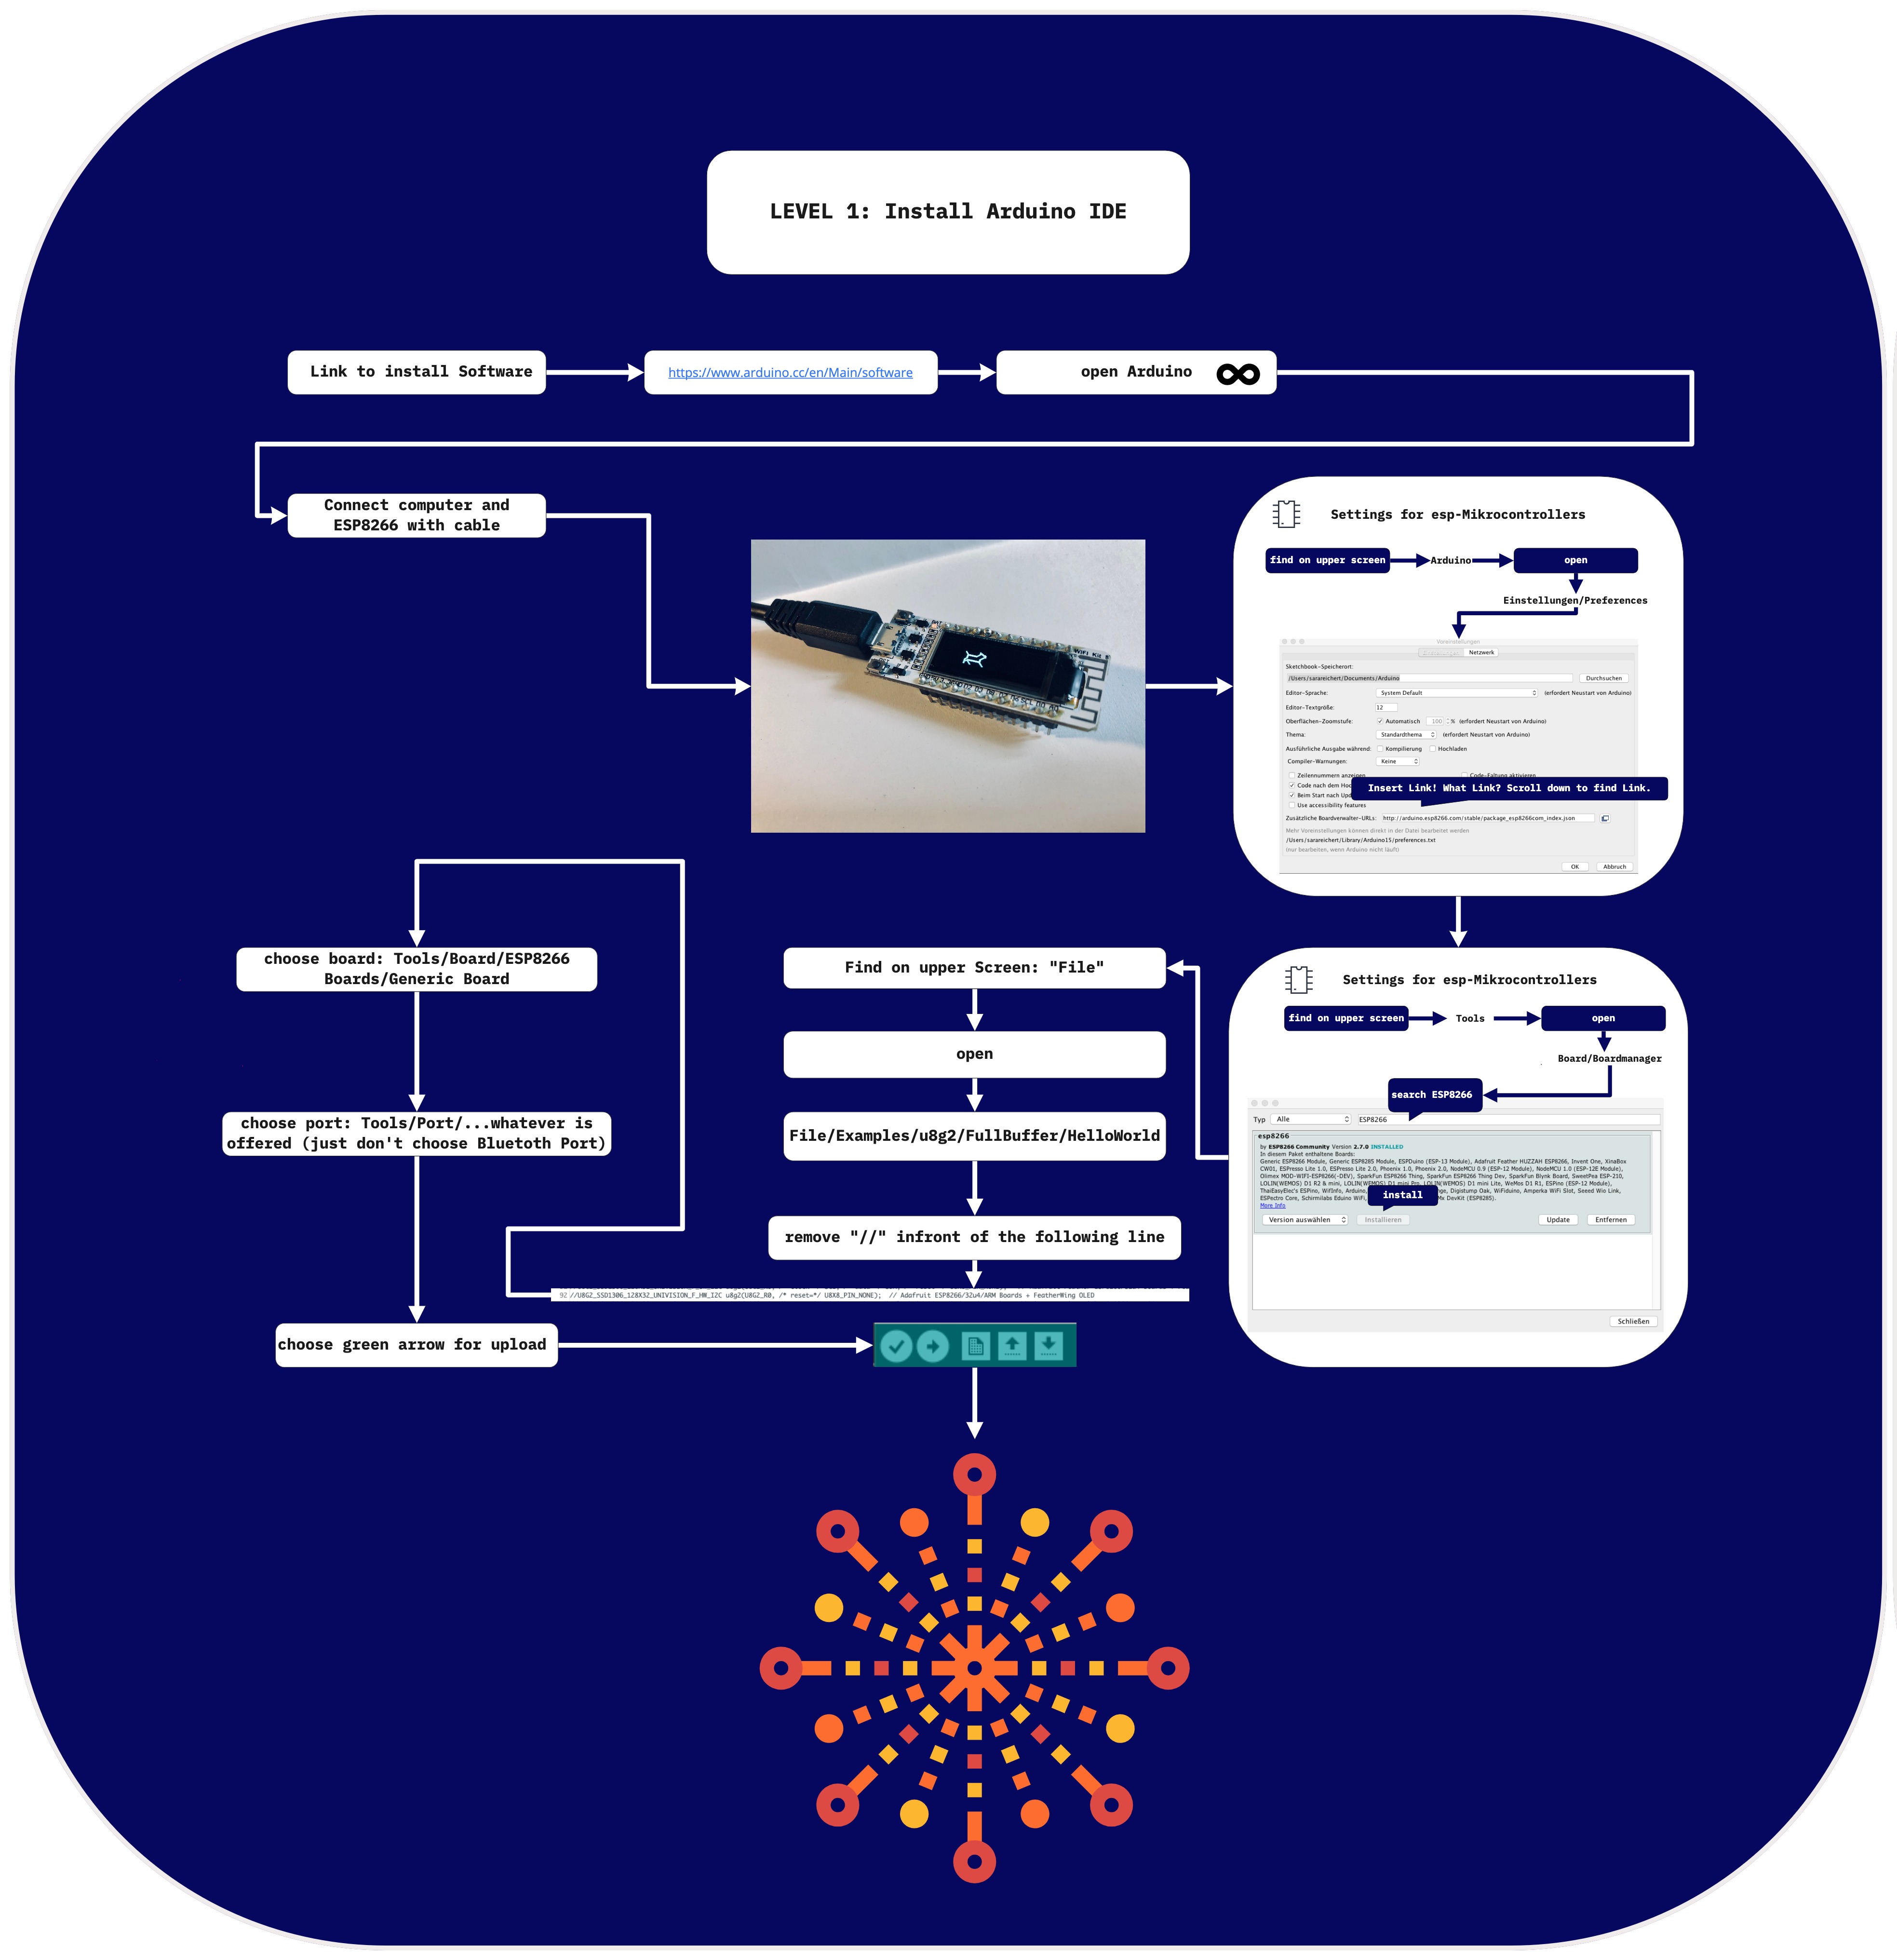 LEVEL 1: Install Arduino IDE
Link to install Software
https://www.arduino.cc/en/Main/software
open Arduino
Connect computer and
ESP8266 with cable
WiFi Kit 8
Settings for esp-Mikrocontrollers
find on upper screen
Arduino
open
Einstellungen/Preferences
Voreinstellungen
Netzwerk
Sketchbook-Speicherort:
/Users/sarareichert/Documents/Arduino
Durchsuchen
Editor-Sprache:
System Default
(erfordert Neustart von Arduino)
Editor-Textgröße:
12
Oberflächen-Zoomstufe:
Automatisch
100
% (erfordert Neustart von Arduino)
Thema:
Standardthema
(erfordert Neustart von Arduino)
Ausführliche Ausgabe während:
Kompilierung
Hochladen
Compiler-Warnungen:
Keine
Zeilennummern anzeigen
Code-Faltung aktivieren
Insert Link! What Link? Scroll down to find Link.
Code nach dem
Beim Start nach
Use accessibility features
Zusätzliche Boardverwalter-URLs:
http://arduino.esp8266.com/stable/package_esp8266com_index.json
Mehr Voreinstellungen können direkt in der Datei bearbeitet werden
/Users/sarareichert/Library/Arduino15/preferences.txt
(nur bearbeiten, wenn Arduino nicht läuft)
OK
Abbruch
Settings for esp-Mikrocontrollers
find on upper screen
Tools
open
Board/Boardmanager
search ESP8266
Typ
Alle
ESP8266
esp8266
by ESP8266 Community Version 2.7.0 INSTALLED
In diesem Paket enthaltene Boards:
Generic ESP8266 Module, Generic ESP8285 Module, ESPDuino (ESP-13 Module), Adafruit Feather HUZZAH ESP8266, Invent One, XinaBox
CW01, ESPresso Lite 1.0, ESPresso Lite 2.0, Phoenix 1.0, Phoenix 2.0, NodeMCU 0.9 (ESP-12 Module), NodeMCU 1.0 (ESP-12E Module),
Olimex MOD-WIFI-ESP8266(-DEV), SparkFun ESP8266 Thing, SparkFun ESP8266 Thing Dev, SparkFun Blynk Board, SweetPea ESP-210,
LOLIN(WEMOS) D1 R2 & mini, LOLIN(WEMOS) D1 mini Pro, LOLIN(WEMOS) D1 mini Lite, WeMos D1 R1, ESPino (ESP-12 Module),
ThaiEasyElec's ESPino, WifInfo, Arduino, Digistump Oak, WiFiduino, Amperka WiFi Slot, Seeed Wio Link,
ESPectro Core, Schirmilabs Eduino WiFi, DevKit (ESP8285).
install
More Info
Version auswählen
Installieren
Update
Entfernen
Schließen
Find on upper Screen: "File"
open
File/Examples/u8g2/FullBuffer/HelloWorld
remove "//" infront of the following line
92 //U8G2_SSD1306_128X32_UNIVISION_F_HW_I2C u8g2(U8G2_R0, /* reset=*/ U8X8_PIN_NONE); // Adafruit ESP8266/32u4/ARM Boards + FeatherWing OLED
choose board: Tools/Board/ESP8266
Boards/Generic Board
choose port: Tools/Port/...whatever is
offered (just don't choose Bluetoth Port)
choose green arrow for upload